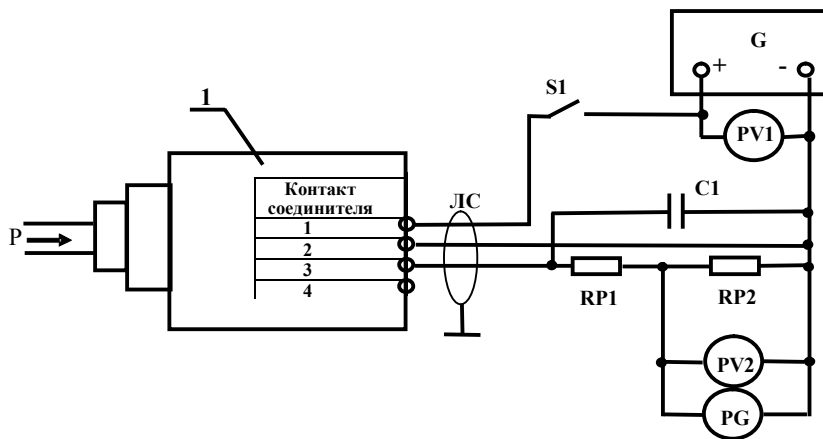 G
+ -
S1
PV1
1
Контакт
соединителя
1
2
3
4
P
ЛС
C1
RP1
RP2
PV2
PG